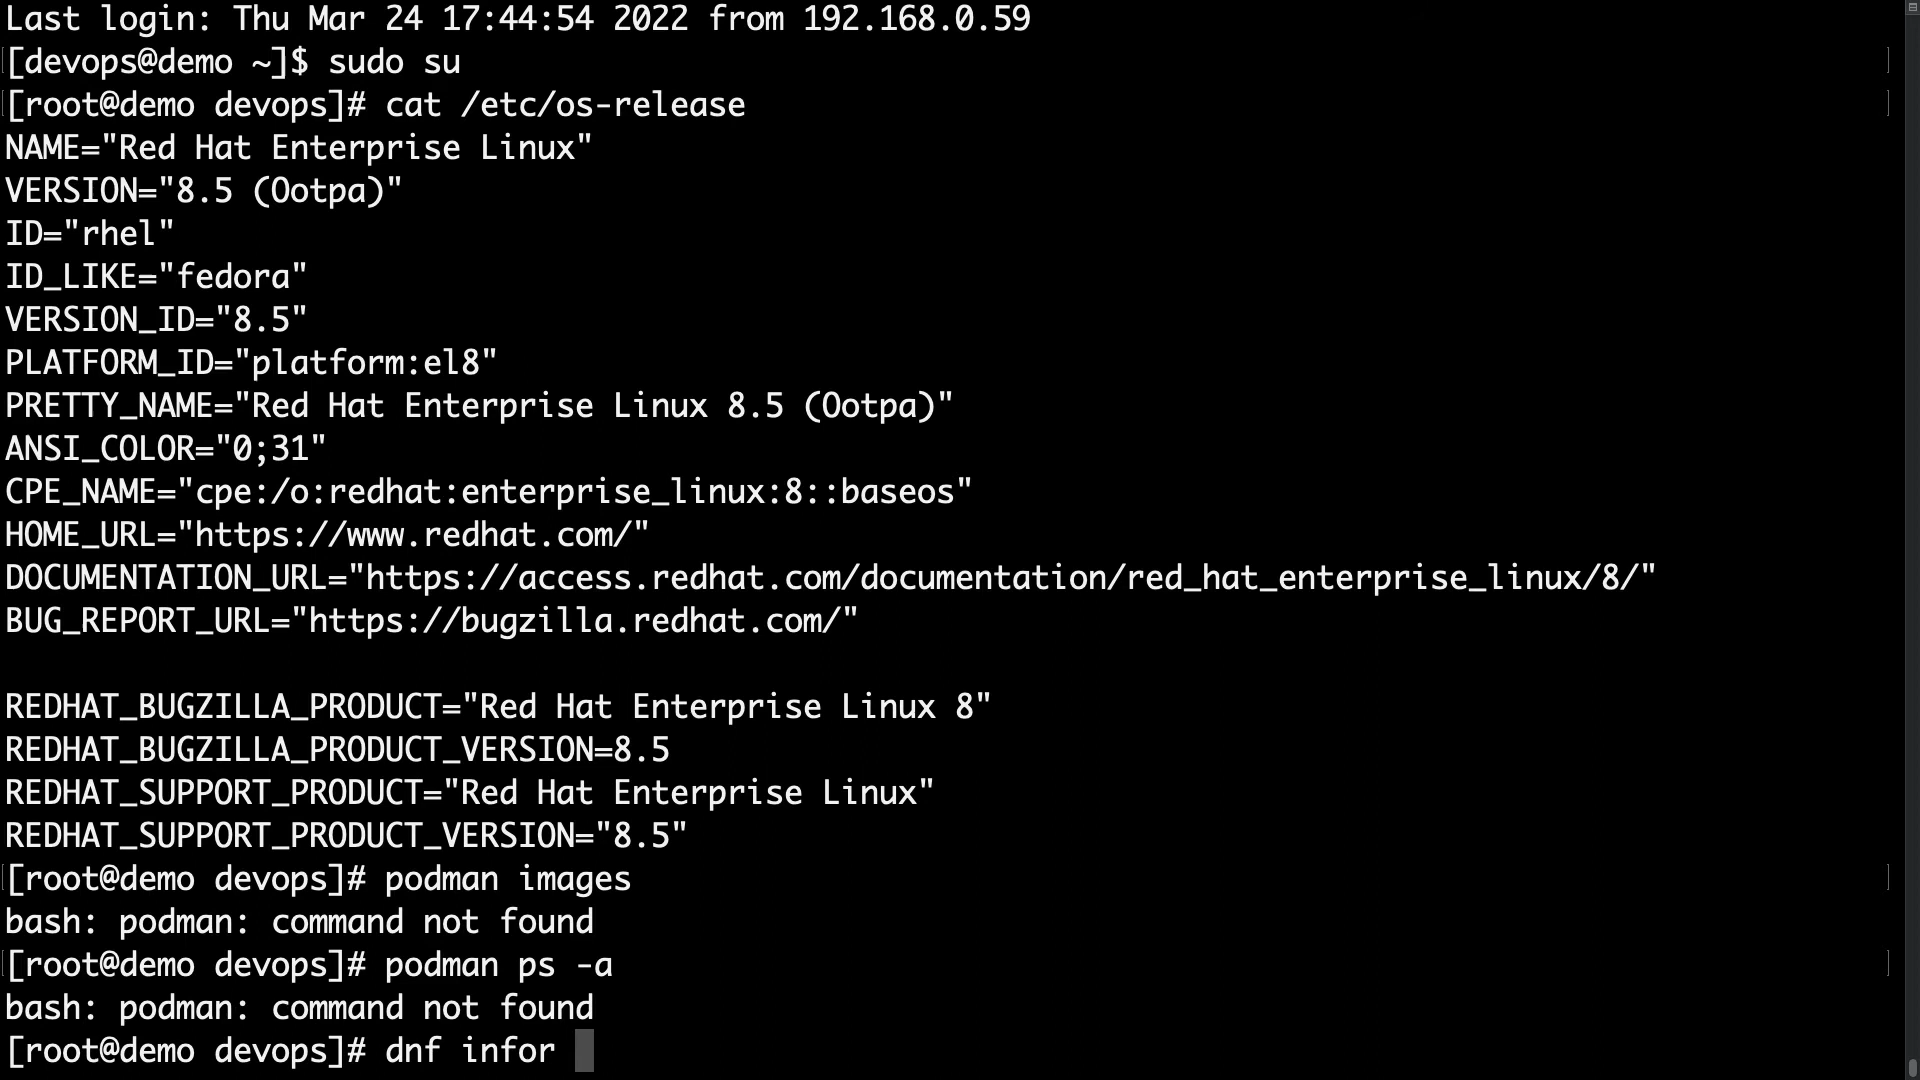 Last login: Thu Mar 24 17:44:54 2022 from 192.168.0.59
[devops@demo ~]$ sudo su
[root@demo devops]# cat /etc/os-release
NAME="Red Hat Enterprise Linux"
VERSION="8.5 (Ootpa)"
ID="rhel"
ID_LIKE="fedora"
VERSION_ID="8.5"
PLATFORM_ID="platform:el8"
PRETTY_NAME="Red Hat Enterprise Linux 8.5 (Ootpa)"
ANSI_COLOR="0;31"
CPE_NAME="cpe:/o:redhat:enterprise_linux:8::baseos"
HOME_URL="https://www.redhat.com/"
DOCUMENTATION_URL="https://access.redhat.com/documentation/red_hat_enterprise_linux/8/"
BUG_REPORT_URL="https://bugzilla.redhat.com/"

REDHAT_BUGZILLA_PRODUCT="Red Hat Enterprise Linux 8"
REDHAT_BUGZILLA_PRODUCT_VERSION=8.5
REDHAT_SUPPORT_PRODUCT="Red Hat Enterprise Linux"
REDHAT_SUPPORT_PRODUCT_VERSION="8.5"
[root@demo devops]# podman images
bash: podman: command not found
[root@demo devops]# podman ps -a
bash: podman: command not found
[root@demo devops]# dnf infor